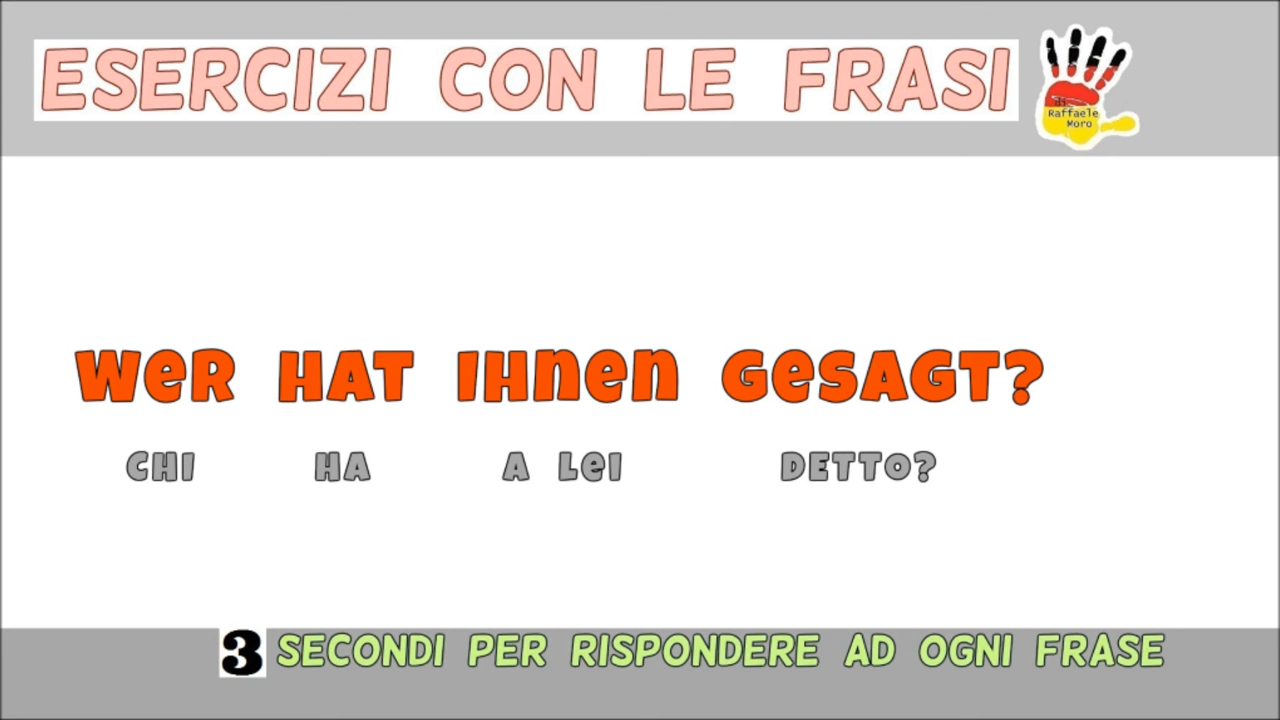 ESERCIZI CON LE FRASI
di
Raffaele
Moro
WeR HAT IHnen GeSAGT?
CHI HA A LeI DETTO?
3 SECONDI PER RISPONDERE AD OGNI FRASE